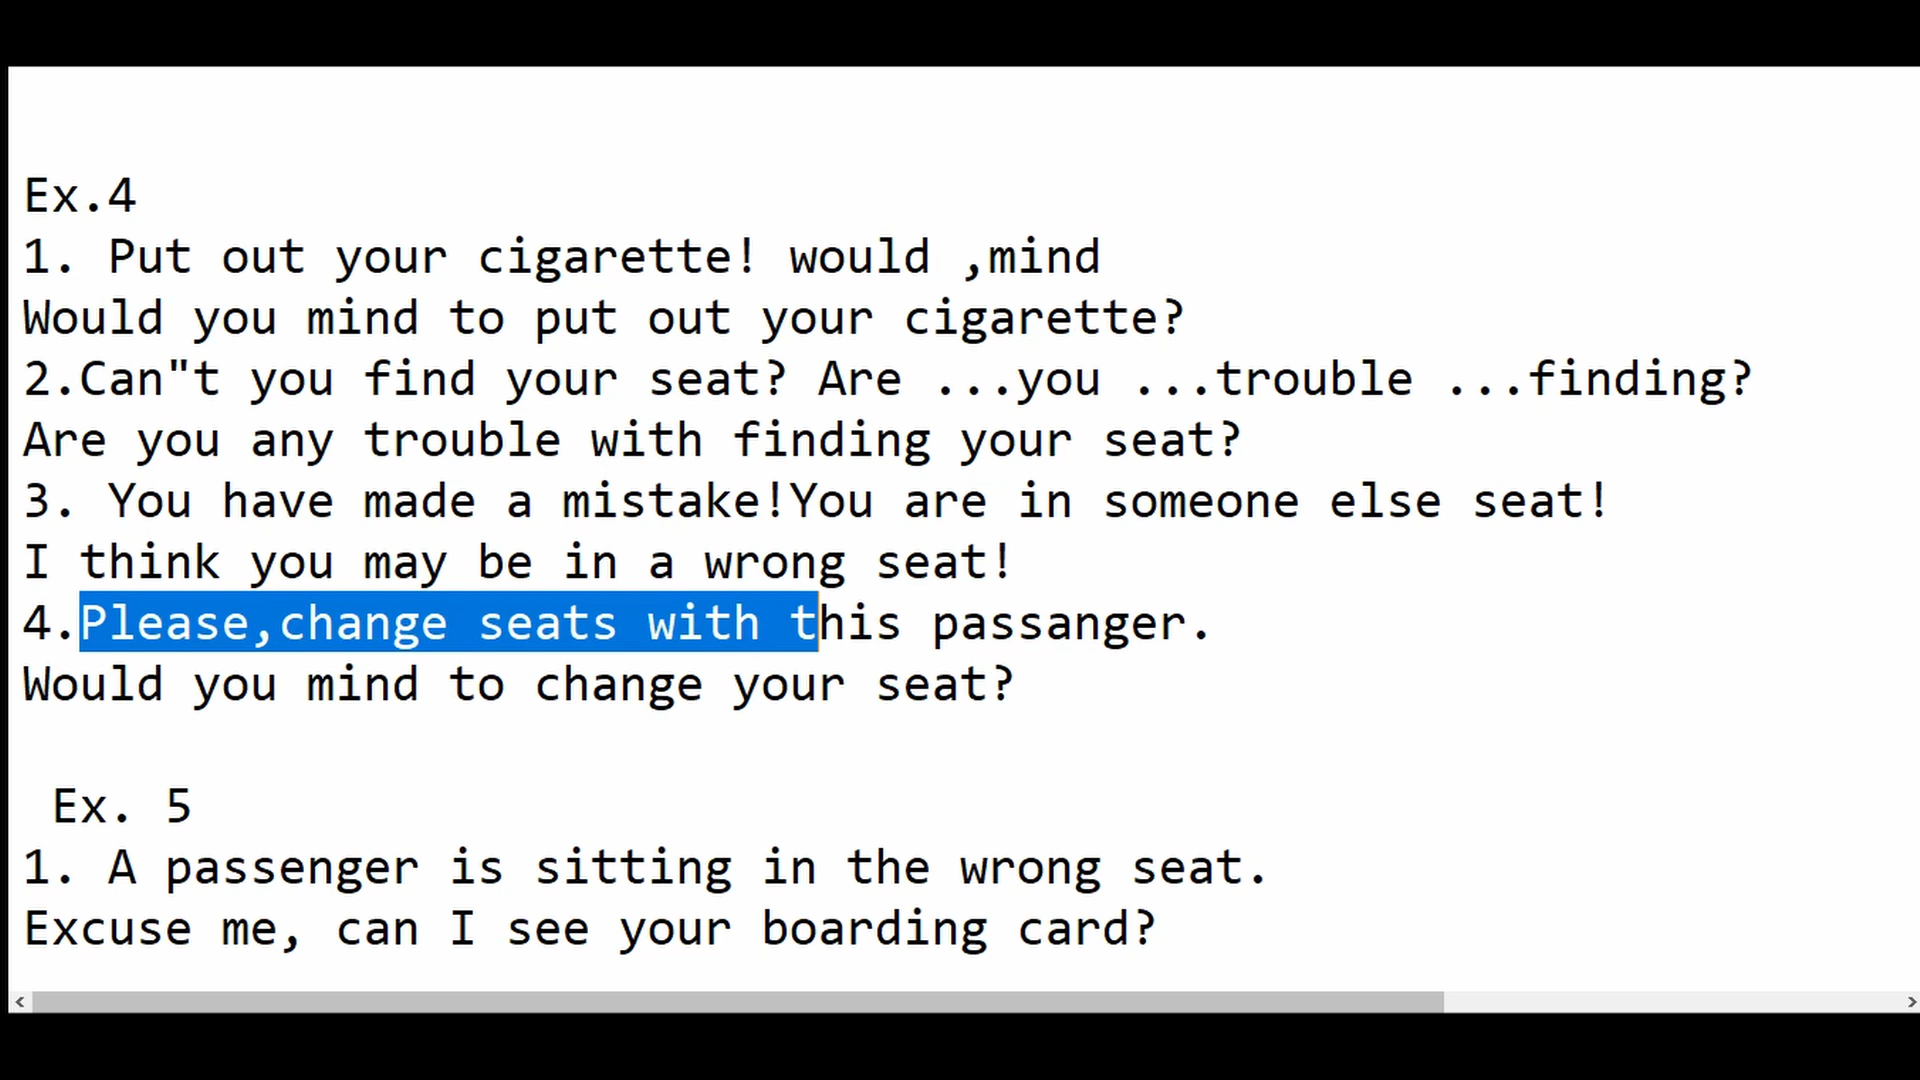 Ex.4
1. Put out your cigarette! would ,mind
Would you mind to put out your cigarette?
2.Can"t you find your seat? Are ...you ...trouble ...finding?
Are you any trouble with finding your seat?
3. You have made a mistake!You are in someone else seat!
I think you may be in a wrong seat!
4.Please,change seats with this passanger.
Would you mind to change your seat?
Ex. 5
1. A passenger is sitting in the wrong seat.
Excuse me, can I see your boarding card?